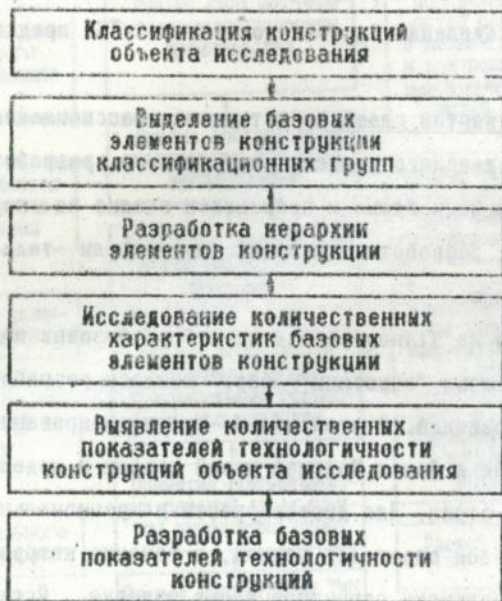 Классификация конструкций
объекта исследования
Выделение базовых
элементов конструкции
классификационных групп
Разработка иерархии
элементов конструкции
Исследование количественных
характеристик базовых
элементов конструкции
Выявление количественных
показателей технологичности
конструкций объекта исследования
Разработка базовых
показателей технологичности
конструкций